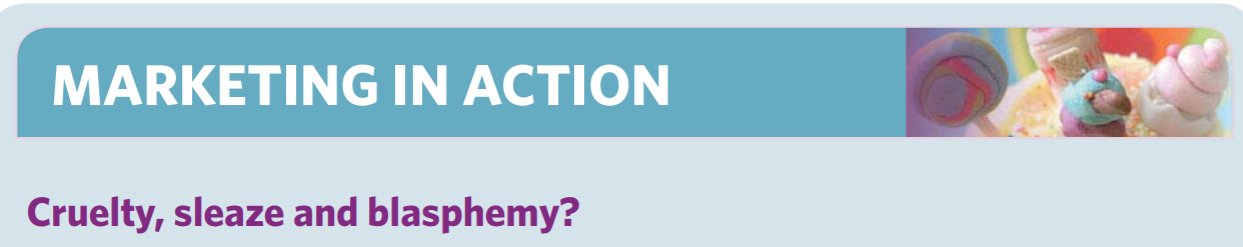 MARKETING IN ACTION
Cruelty, sleaze and blasphemy?